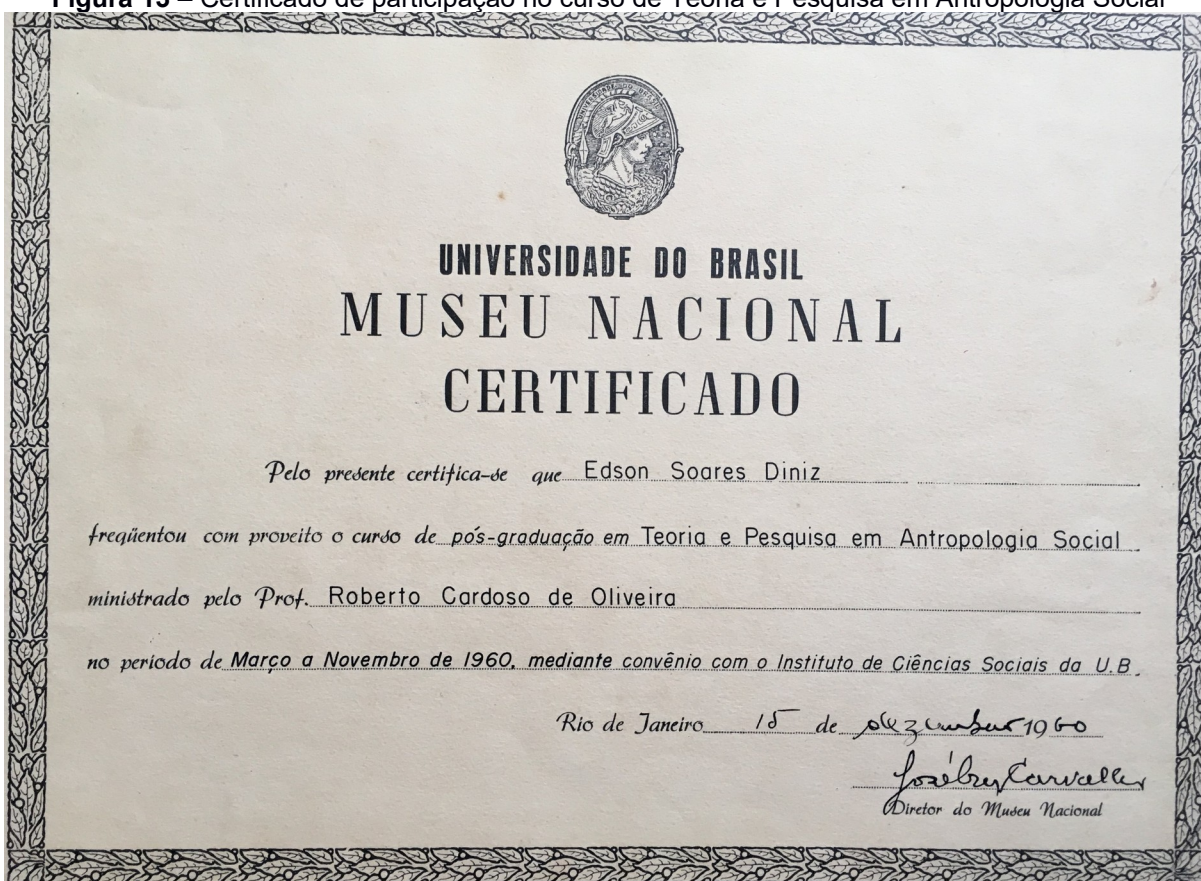 Figura 15 – Certificado de participação no curso de Teoria e Pesquisa em Antropologia Social
UNIVERSIDADE DO BRASIL
MUSEU NACIONAL
CERTIFICADO
Pelo presente certifica-se que Edson Soares Diniz
freqüentou com proveito o curso de pós-graduação em Teoria e Pesquisa em Antropologia Social
ministrado pelo Prof. Roberto Cardoso de Oliveira
no período de Março a Novembro de 1960, mediante convênio com o Instituto de Ciências Sociais da U.B.
Rio de Janeiro 15 de dezembro 1960
Diretor do Museu Nacional